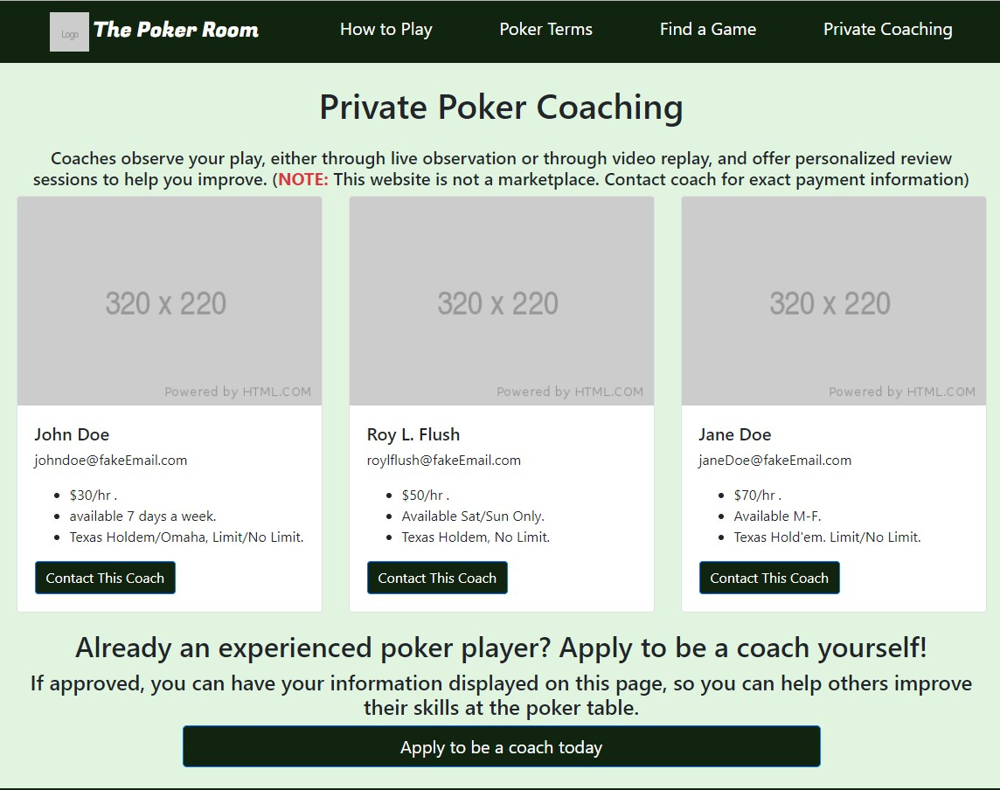 Logo
The Poker Room
How to Play
Poker Terms
Find a Game
Private Coaching
Private Poker Coaching
Coaches observe your play, either through live observation or through video replay, and offer personalized review
sessions to help you improve. (NOTE: This website is not a marketplace. Contact coach for exact payment information)
320 x 220
Powered by HTML.COM
John Doe
johndoe@fakeEmail.com
• $30/hr .
• available 7 days a week.
• Texas Holdem/Omaha, Limit/No Limit.
Contact This Coach
320 x 220
Powered by HTML.COM
Roy L. Flush
roylflush@fakeEmail.com
• $50/hr .
• Available Sat/Sun Only.
• Texas Holdem, No Limit.
Contact This Coach
320 x 220
Powered by HTML.COM
Jane Doe
janeDoe@fakeEmail.com
• $70/hr .
• Available M-F.
• Texas Hold'em. Limit/No Limit.
Contact This Coach
Already an experienced poker player? Apply to be a coach yourself!
If approved, you can have your information displayed on this page, so you can help others improve
their skills at the poker table.
Apply to be a coach today